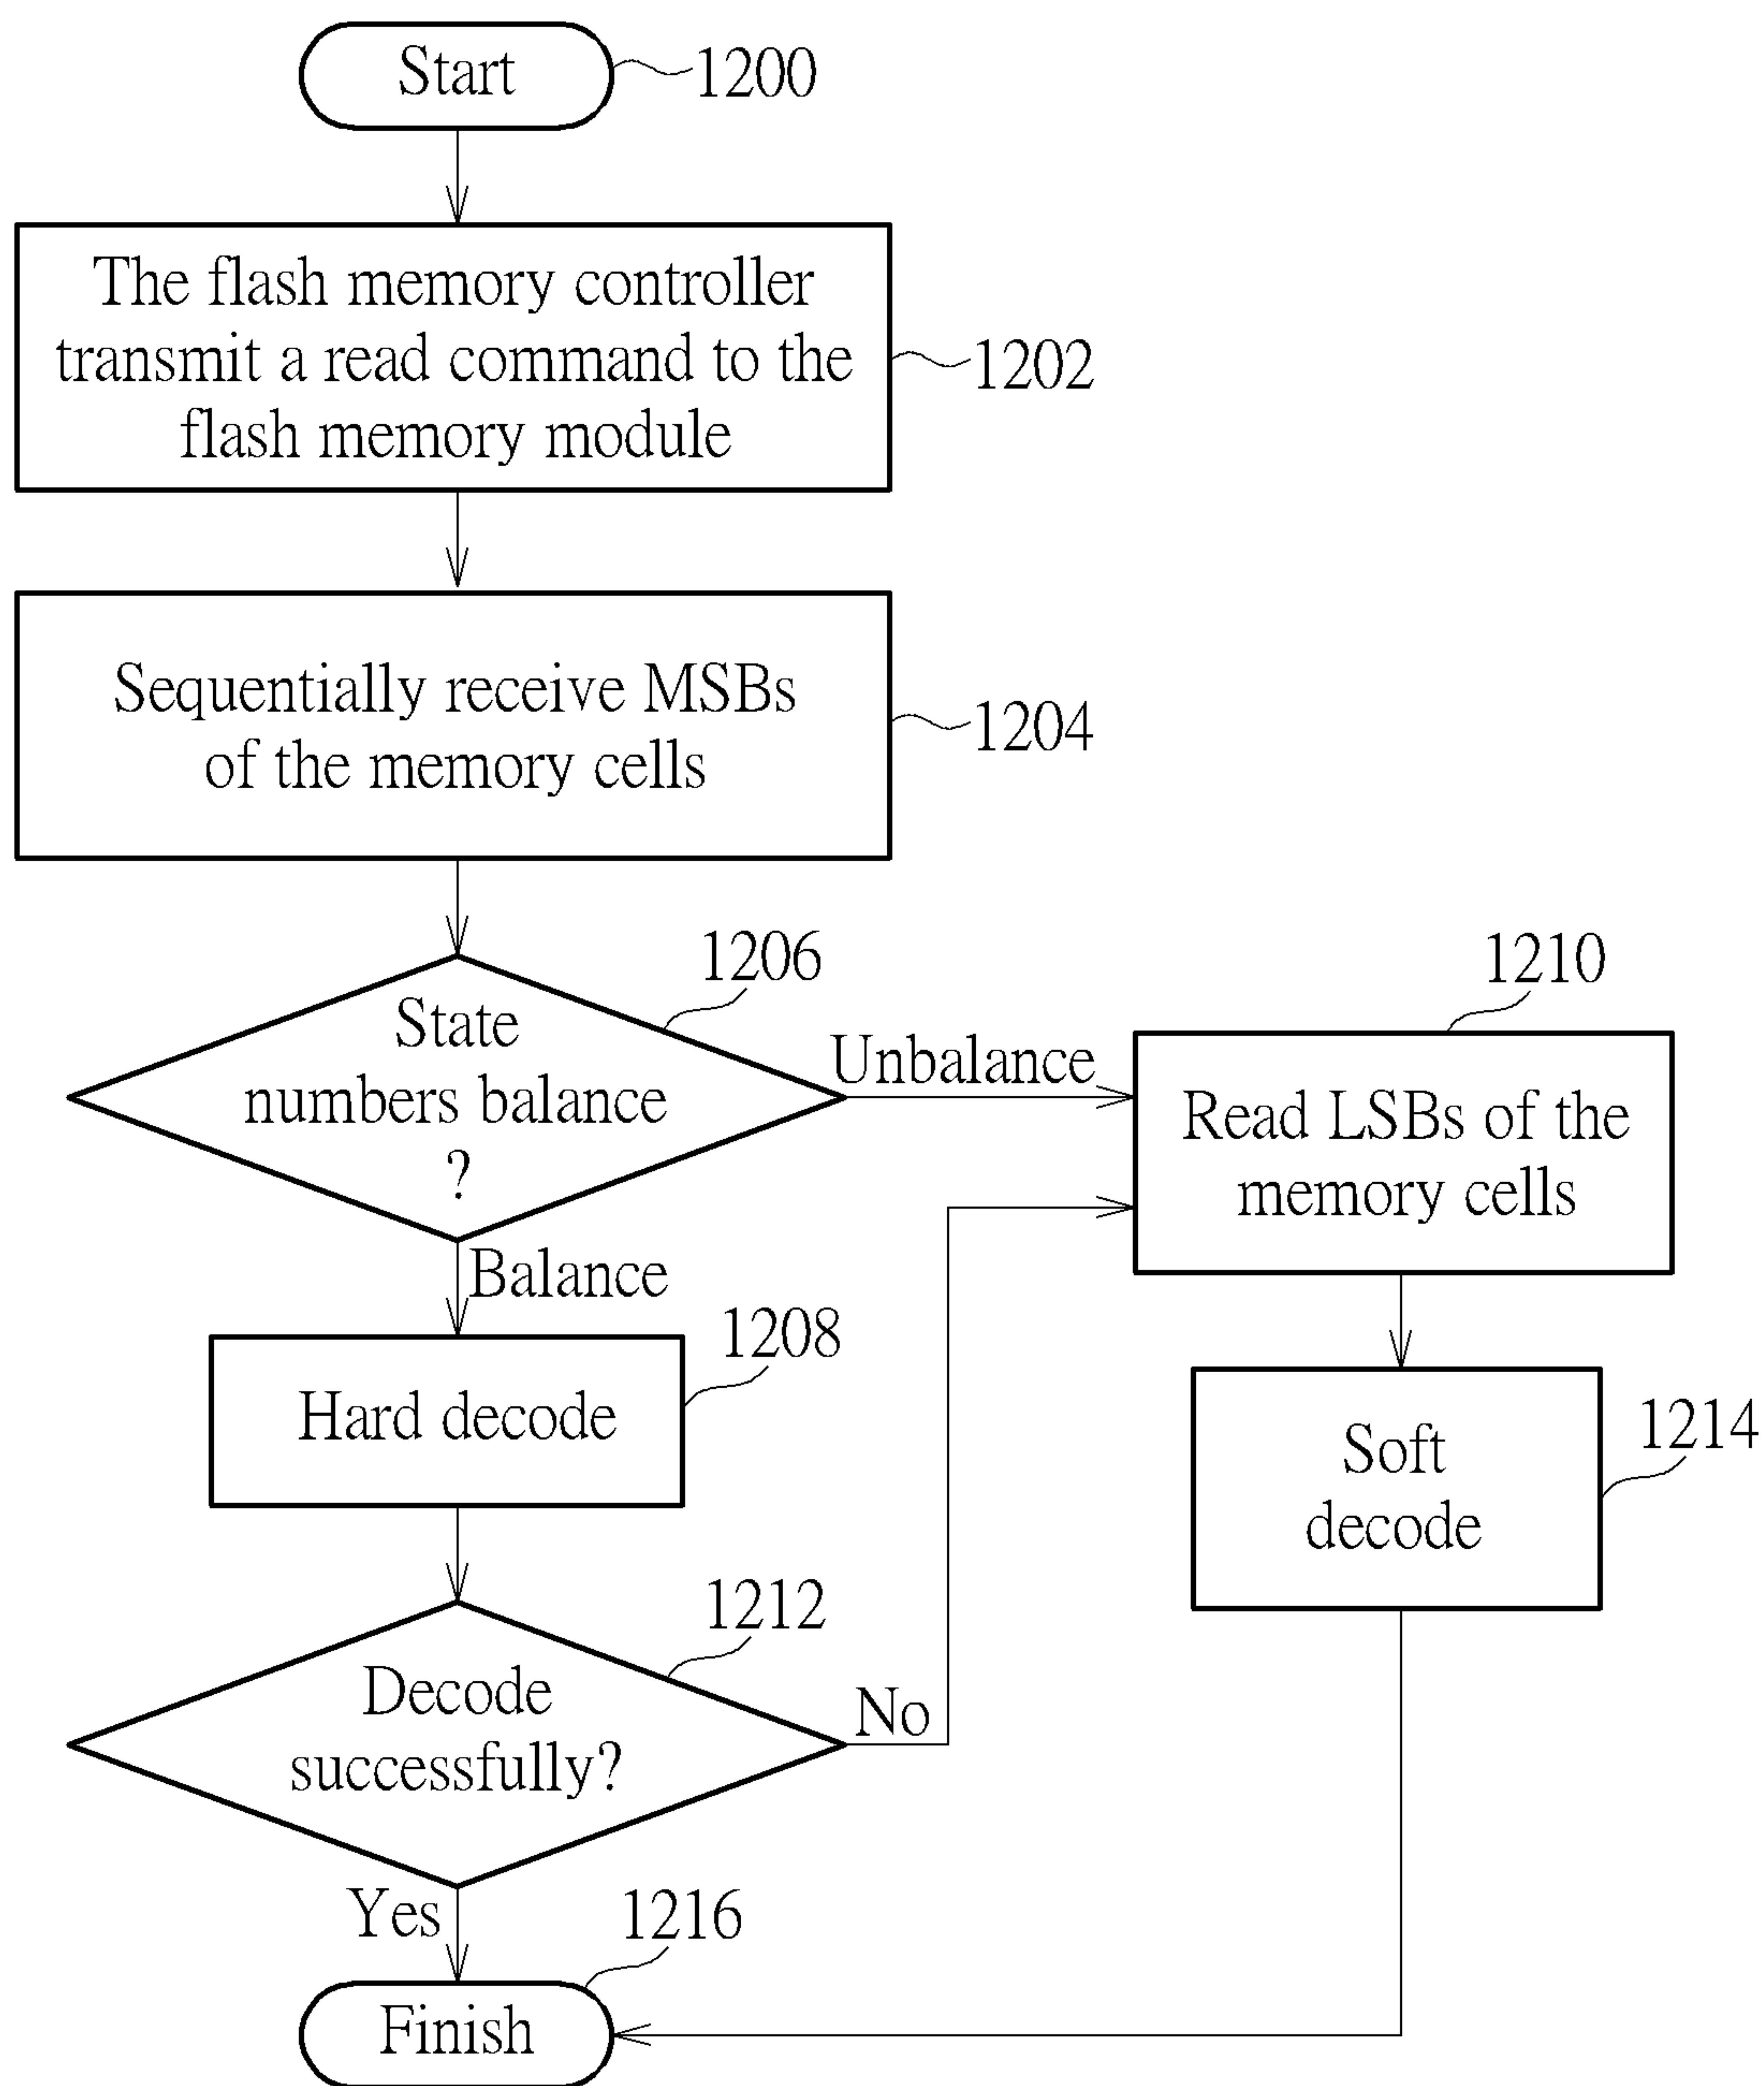 Start
1200
The flash memory controller
transmit a read command to the
flash memory module
1202
Sequentially receive MSBs
of the memory cells
1204
1206
State
numbers balance
?
Unbalance
1210
Read LSBs of the
memory cells
Balance
1208
Hard decode
Soft
decode
1214
1212
Decode
successfully?
No
Yes
1216
Finish